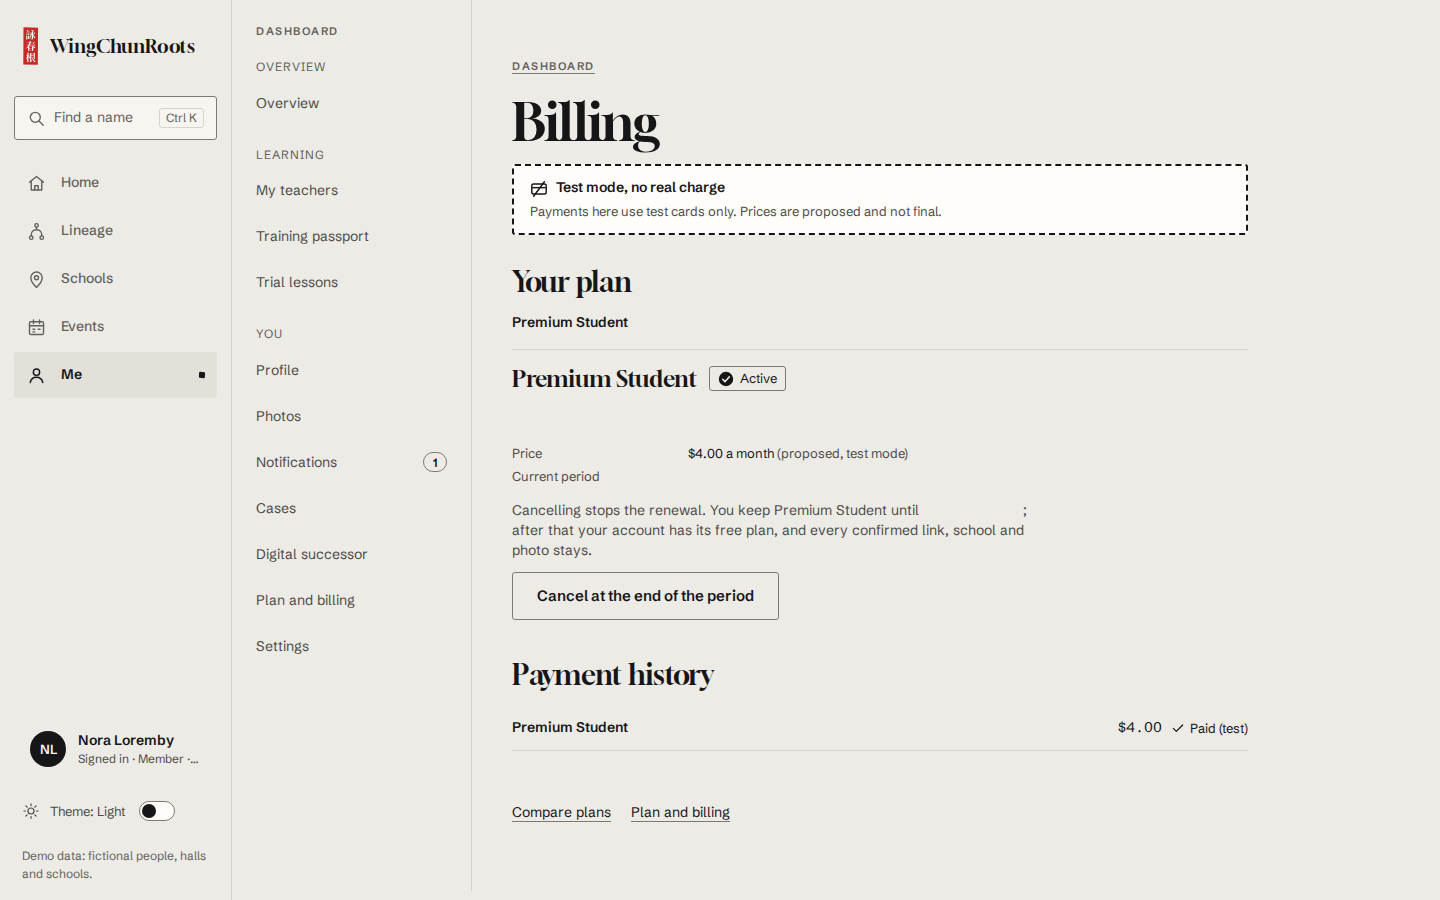 詠春根
WingChunRoots
Find a name Ctrl K
Home
Lineage
Schools
Events
Me
NL
Nora Loremby
Signed in · Member ·…
Theme: Light
Demo data: fictional people, halls
and schools.
DASHBOARD
OVERVIEW
Overview
LEARNING
My teachers
Training passport
Trial lessons
YOU
Profile
Photos
Notifications 1
Cases
Digital successor
Plan and billing
Settings
DASHBOARD
Billing
Test mode, no real charge
Payments here use test cards only. Prices are proposed and not final.
Your plan
Premium Student
Premium Student Active
Price $4.00 a month (proposed, test mode)
Current period
Cancelling stops the renewal. You keep Premium Student until ;
after that your account has its free plan, and every confirmed link, school and
photo stays.
Cancel at the end of the period
Payment history
Premium Student $4.00 Paid (test)
Compare plans Plan and billing